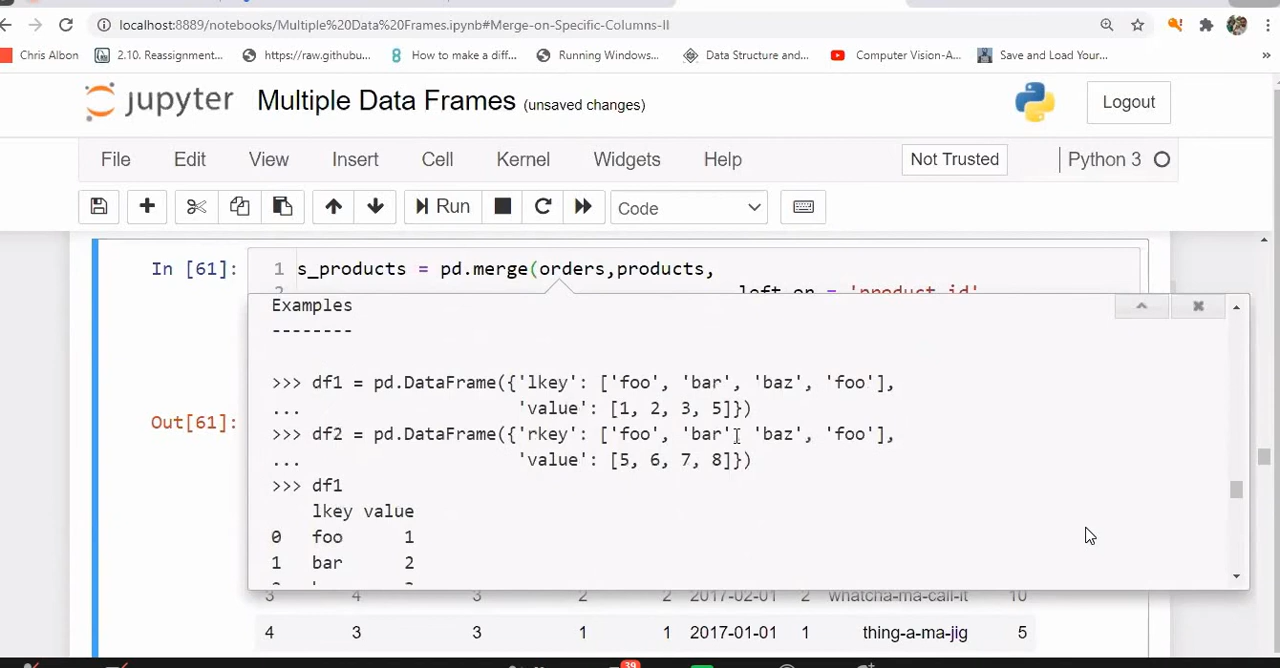 localhost:8889/notebooks/Multiple%20Data%20Frames.ipynb#Merge-on-Specific-Columns-II
Chris Albon 2.10. Reassignment... https://raw.githubu... How to make a diff... Running Windows... Data Structure and... Computer Vision-A... Save and Load Your... »
jupyter Multiple Data Frames (unsaved changes) Logout
File Edit View Insert Cell Kernel Widgets Help Not Trusted Python 3
Run Code
In [61]: 1 s_products = pd.merge(orders,products,
left_on = 'product_id'
Examples
--------
>>> df1 = pd.DataFrame({'lkey': ['foo', 'bar', 'baz', 'foo'],
... 'value': [1, 2, 3, 5]})
>>> df2 = pd.DataFrame({'rkey': ['foo', 'bar', 'baz', 'foo'],
... 'value': [5, 6, 7, 8]})
Out[61]:
>>> df1
lkey value
0 foo 1
1 bar 2
3 4 3 2 2 2017-02-01 2 whatcha-ma-call-it 10
4 3 3 1 1 2017-01-01 1 thing-a-ma-jig 5
39